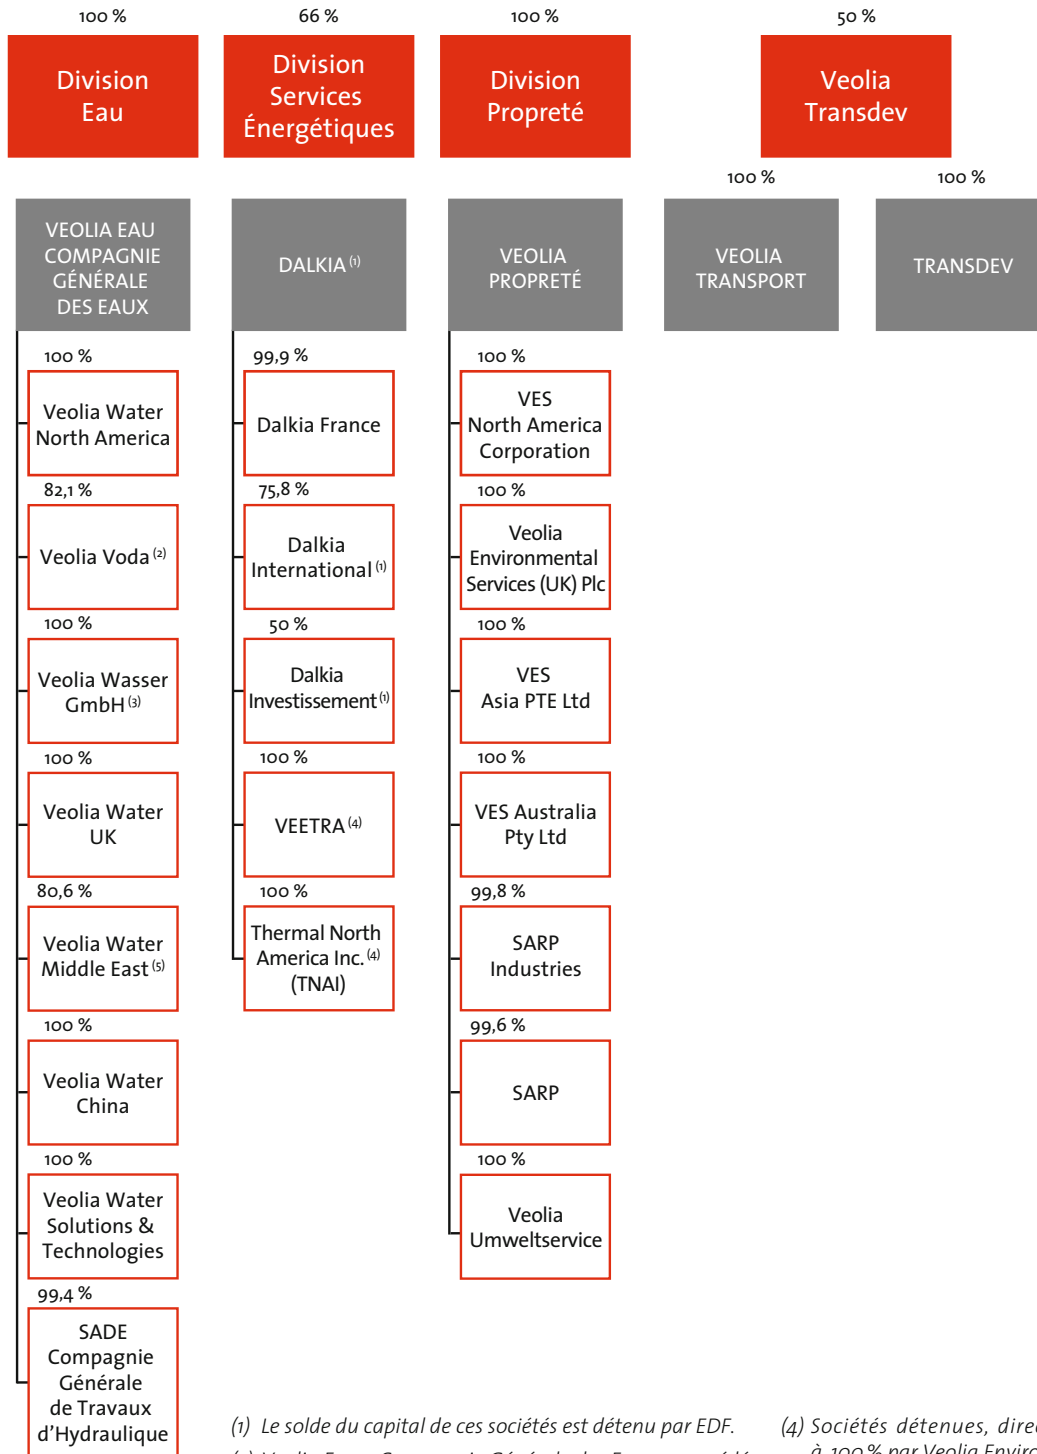 100 %
66 %
100 %
50 %
Division
Eau
Division
Services
Énergétiques
Division
Propreté
Veolia
Transdev
100 %
100 %
VEOLIA EAU
COMPAGNIE
GÉNÉRALE
DES EAUX
DALKIA (1)
VEOLIA
PROPRETÉ
VEOLIA
TRANSPORT
TRANSDEV
100 %
Veolia Water
North America
82,1 %
Veolia Voda (2)
100 %
Veolia Wasser
GmbH (3)
100 %
Veolia Water
UK
80,6 %
Veolia Water
Middle East (5)
100 %
Veolia Water
China
100 %
Veolia Water
Solutions &
Technologies
99,4 %
SADE
Compagnie
Générale
de Travaux
d'Hydraulique
99,9 %
Dalkia France
75,8 %
Dalkia
International (1)
50 %
Dalkia
Investissement (1)
100 %
VEETRA (4)
100 %
Thermal North
America Inc. (4)
(TNAI)
100 %
VES
North America
Corporation
100 %
Veolia
Environmental
Services (UK) Plc
100 %
VES
Asia PTE Ltd
100 %
VES Australia
Pty Ltd
99,8 %
SARP
Industries
99,6 %
SARP
100 %
Veolia
Umweltservice
(1) Le solde du capital de ces sociétés est détenu par EDF.
(4) Sociétés détenues,